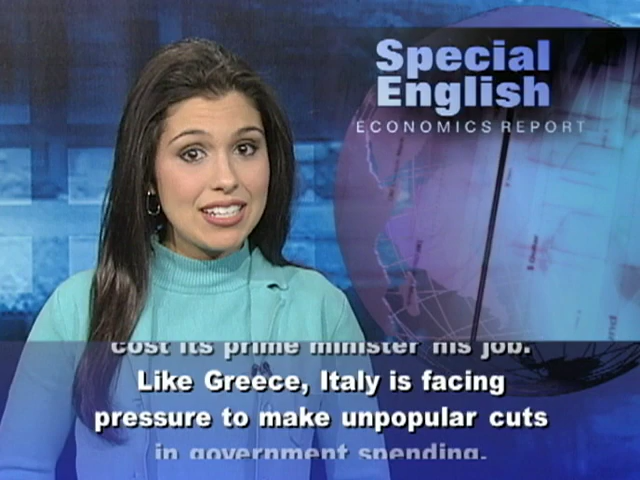 Special
English
ECONOMICS REPORT
cost its prime minister his job.
Like Greece, Italy is facing
pressure to make unpopular cuts
in government spending.